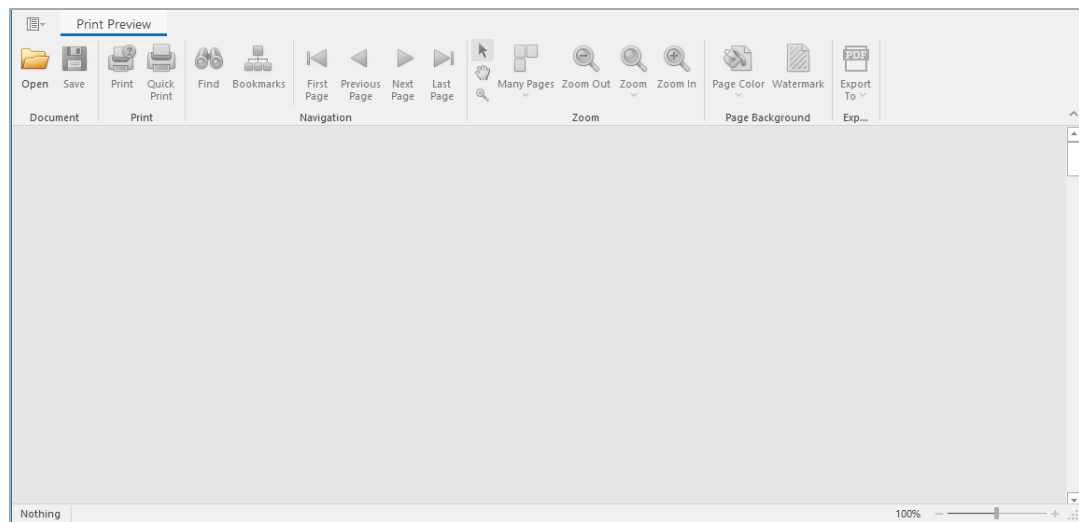 Print Preview
Open Save Print Quick Print Find Bookmarks First Page Previous Page Next Page Last Page Many Pages Zoom Out Zoom Zoom In Page Color Watermark PDF Export To
Document Print Navigation Zoom Page Background Exp...
Nothing 100%